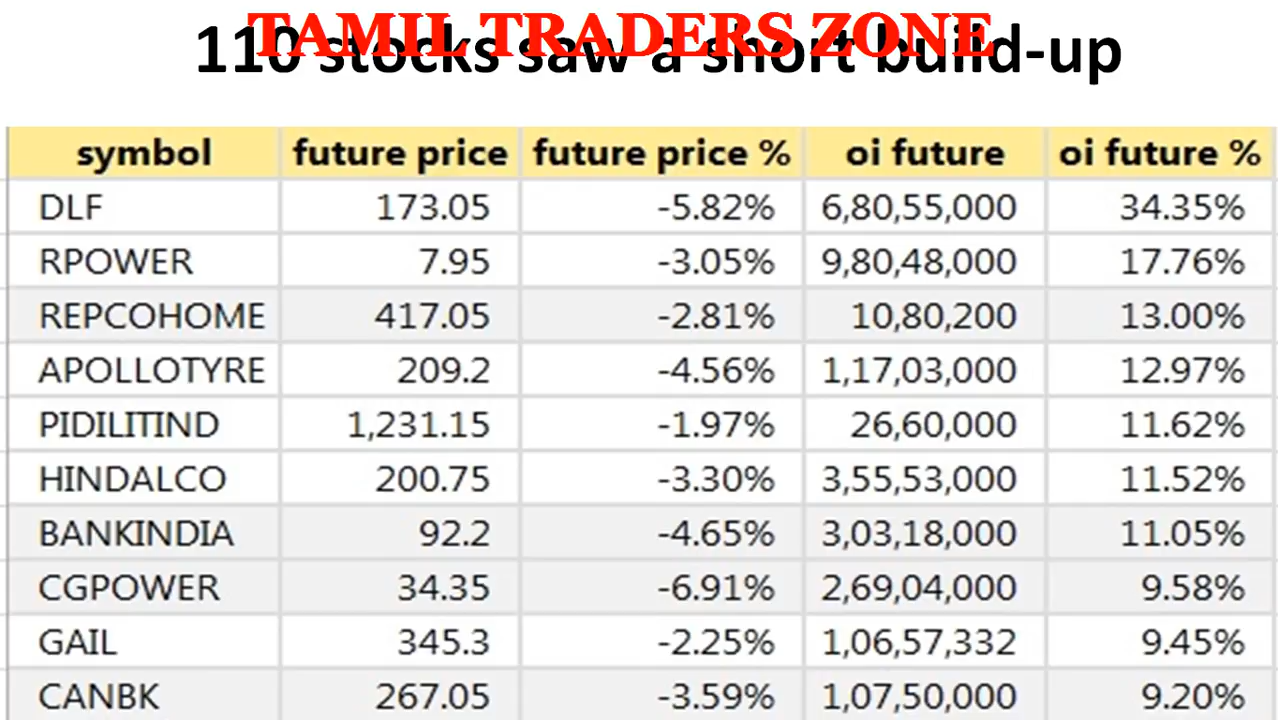 TAMIL TRADERS ZONE
110 stocks saw a short build-up
symbol future price future price % oi future oi future %
DLF 173.05 -5.82% 6,80,55,000 34.35%
RPOWER 7.95 -3.05% 9,80,48,000 17.76%
REPCOHOME 417.05 -2.81% 10,80,200 13.00%
APOLLOTYRE 209.2 -4.56% 1,17,03,000 12.97%
PIDILITIND 1,231.15 -1.97% 26,60,000 11.62%
HINDALCO 200.75 -3.30% 3,55,53,000 11.52%
BANKINDIA 92.2 -4.65% 3,03,18,000 11.05%
CGPOWER 34.35 -6.91% 2,69,04,000 9.58%
GAIL 345.3 -2.25% 1,06,57,332 9.45%
CANBK 267.05 -3.59% 1,07,50,000 9.20%